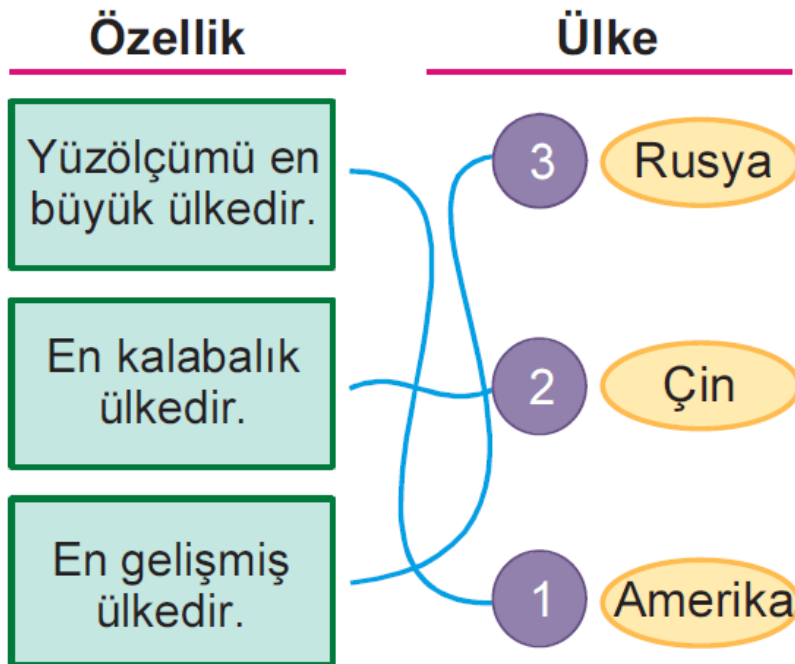 Özellik
Ülke
Yüzölçümü en
büyük ülkedir.
3
Rusya
En kalabalık
ülkedir.
2
Çin
En gelişmiş
ülkedir.
1
Amerika